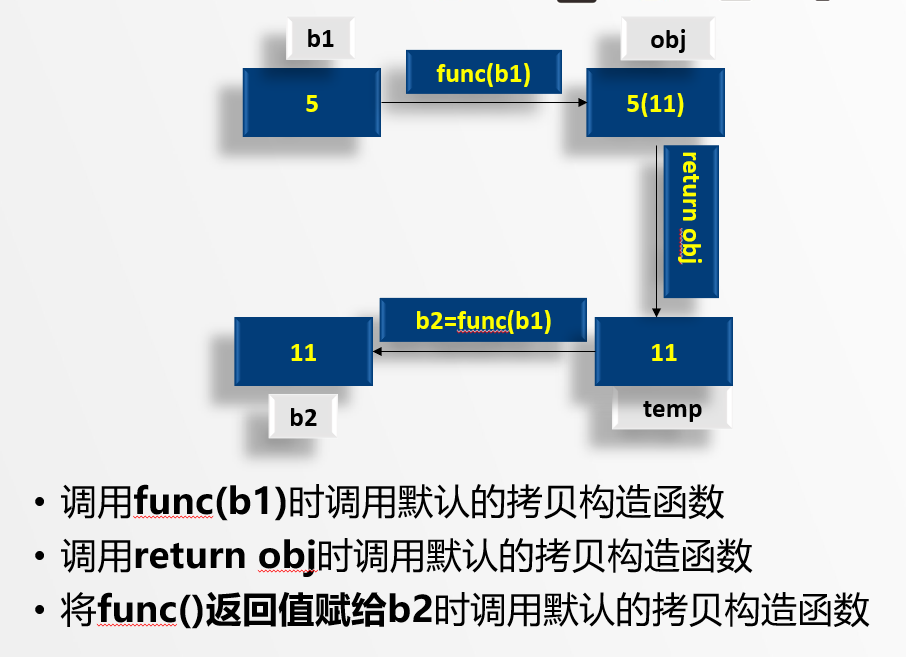 b1
obj
func(b1)
5
5(11)
return obj
b2=func(b1)
11
11
temp
b2
• 调用func(b1)时调用默认的拷贝构造函数
• 调用return obj时调用默认的拷贝构造函数
• 将func()返回值赋给b2时调用默认的拷贝构造函数